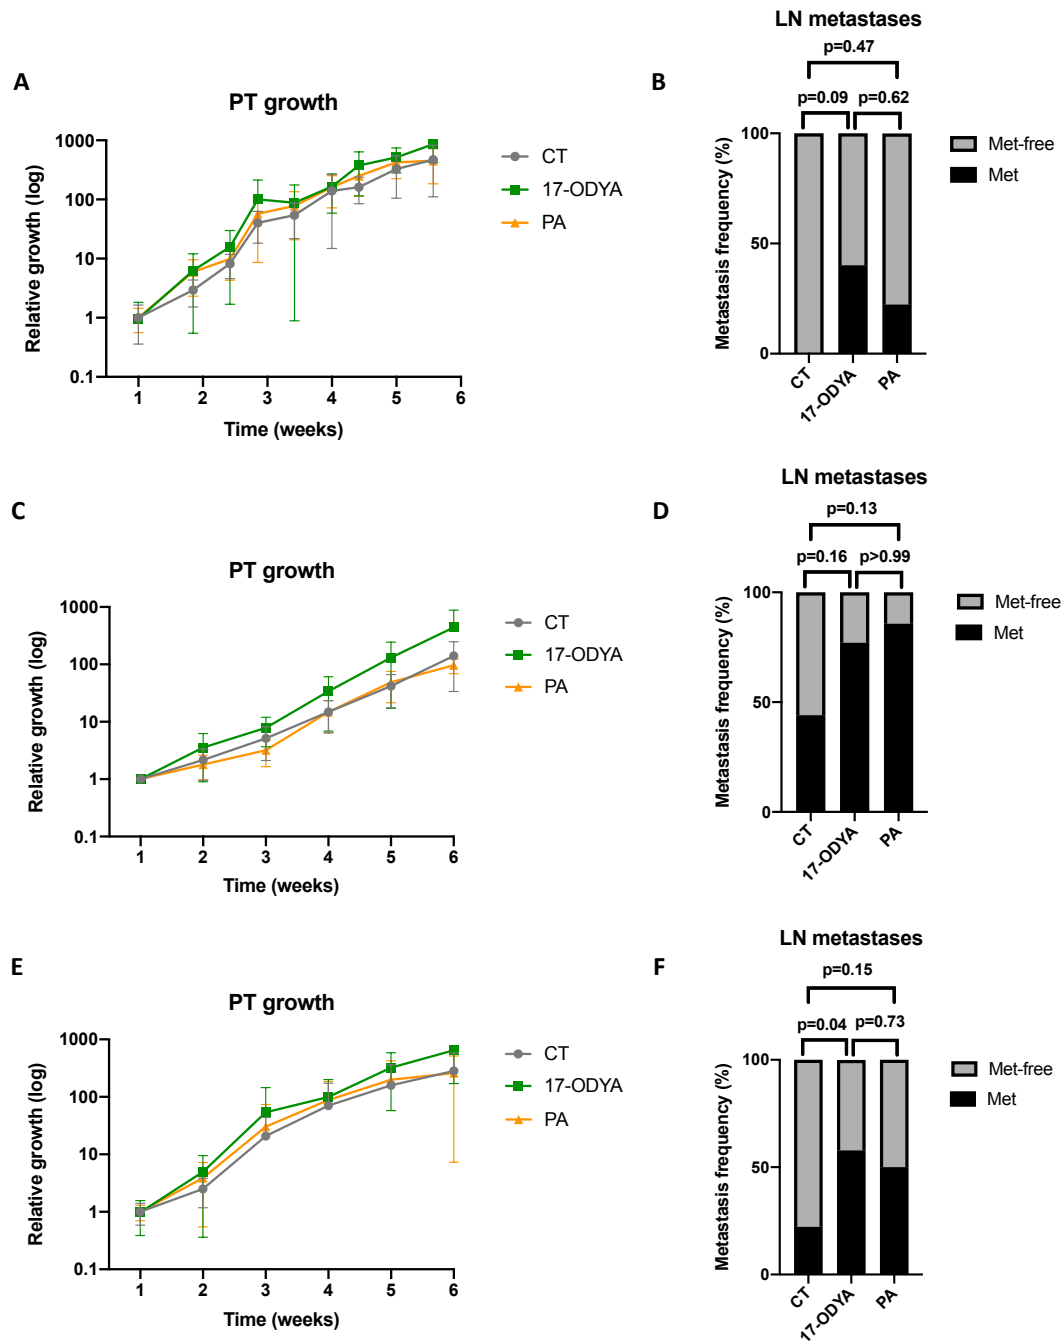 A
PT growth
Relative growth (log)
1000
100
10
1
0.1
1 2 3 4 5 6
Time (weeks)
CT
17-ODYA
PA
B
LN metastases
p=0.47
p=0.09 p=0.62
Metastasis frequency (%)
100
50
0
CT
17-ODYA
PA
Met-free
Met
C
PT growth
Relative growth (log)
1000
100
10
1
0.1
1 2 3 4 5 6
Time (weeks)
CT
17-ODYA
PA
D
LN metastases
p=0.13
p=0.16 p>0.99
Metastasis frequency (%)
100
50
0
CT
17-ODYA
PA
Met-free
Met
E
PT growth
Relative growth (log)
1000
100
10
1
0.1
1 2 3 4 5 6
Time (weeks)
CT
17-ODYA
PA
F
LN metastases
p=0.15
p=0.04 p=0.73
Metastasis frequency (%)
100
50
0
CT
17-ODYA
PA
Met-free
Met